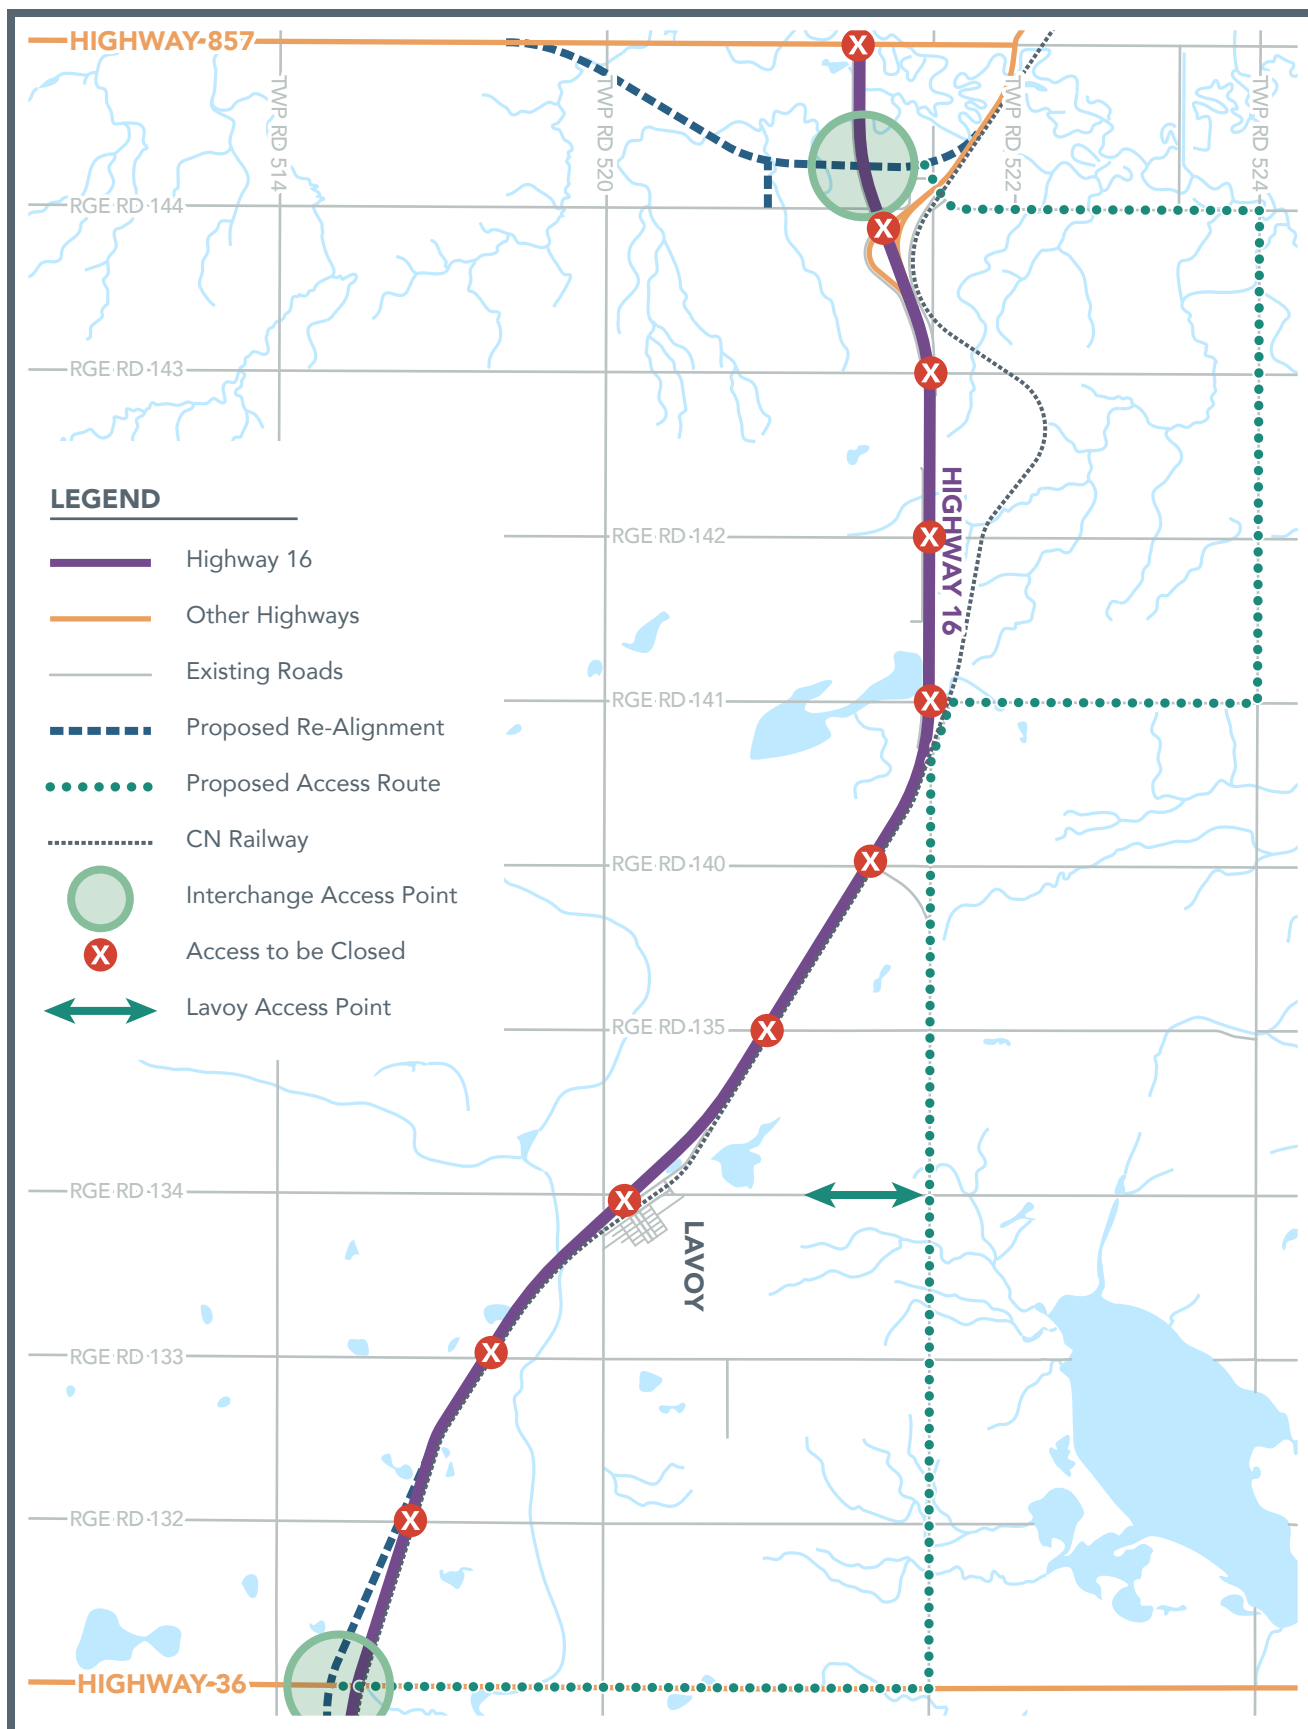 HIGHWAY 857
TWP RD 514
TWP RD 520
TWP RD 522
TWP RD 524
X
RGE RD 144
X
RGE RD 143
X
HIGHWAY 16
LEGEND
Highway 16
Other Highways
Existing Roads
Proposed Re-Alignment
Proposed Access Route
CN Railway
Interchange Access Point
X
Access to be Closed
Lavoy Access Point
RGE RD 142
X
RGE RD 141
X
RGE RD 140
X
RGE RD 135
X
RGE RD 134
X
LAVOY
RGE RD 133
X
RGE RD 132
X
HIGHWAY 36